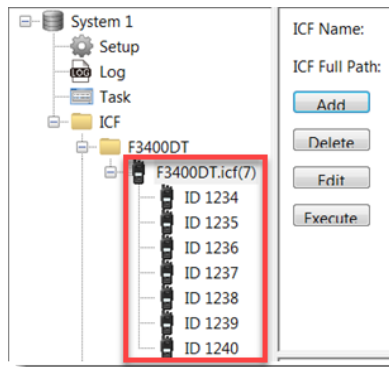 System 1
Setup
LOG
Log
Task
ICF
F3400DT
F3400DT.icf(7)
ID 1234
ID 1235
ID 1236
ID 1237
ID 1238
ID 1239
ID 1240
ICF Name:
ICF Full Path:
Add
Delete
Edit
Execute